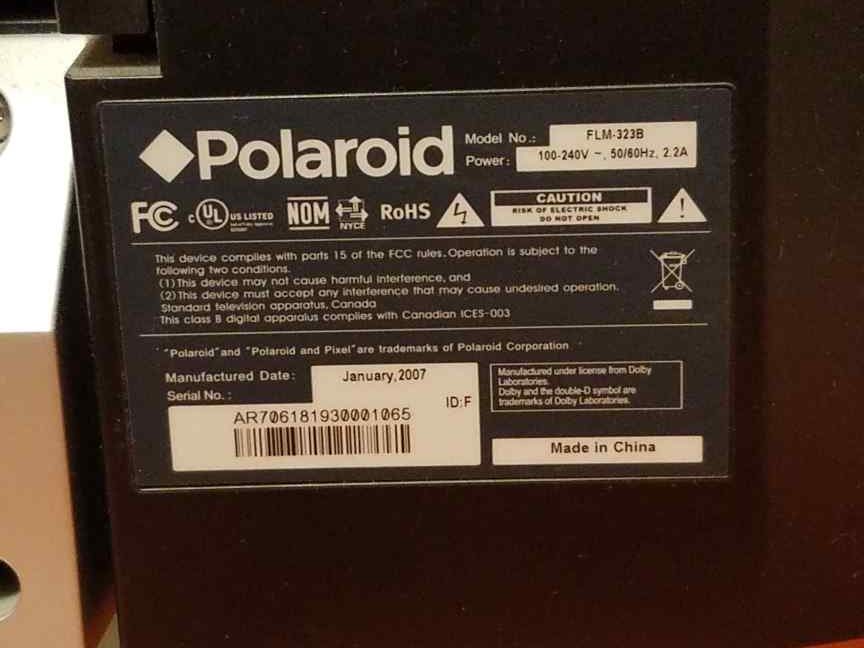 Polaroid
Model No.: FLM-323B
Power: 100-240V ~, 50/60Hz, 2.2A
FC c UL US LISTED NOM NYCE RoHS
CAUTION
RISK OF ELECTRIC SHOCK
DO NOT OPEN
This device complies with parts 15 of the FCC rules. Operation is subject to the
following two conditions.
(1) This device may not cause harmful interference, and
(2) This device must accept any interference that may cause undesired operation.
Standard television apparatus, Canada
This class B digital apparatus complies with Canadian ICES-003
"Polaroid" and "Polaroid and Pixel" are trademarks of Polaroid Corporation.
Manufactured Date: January,2007
Serial No.:
ID:F
AR706181930001065
Manufactured under license from Dolby
Laboratories.
Dolby and the double-D symbol are
trademarks of Dolby Laboratories.
Made in China